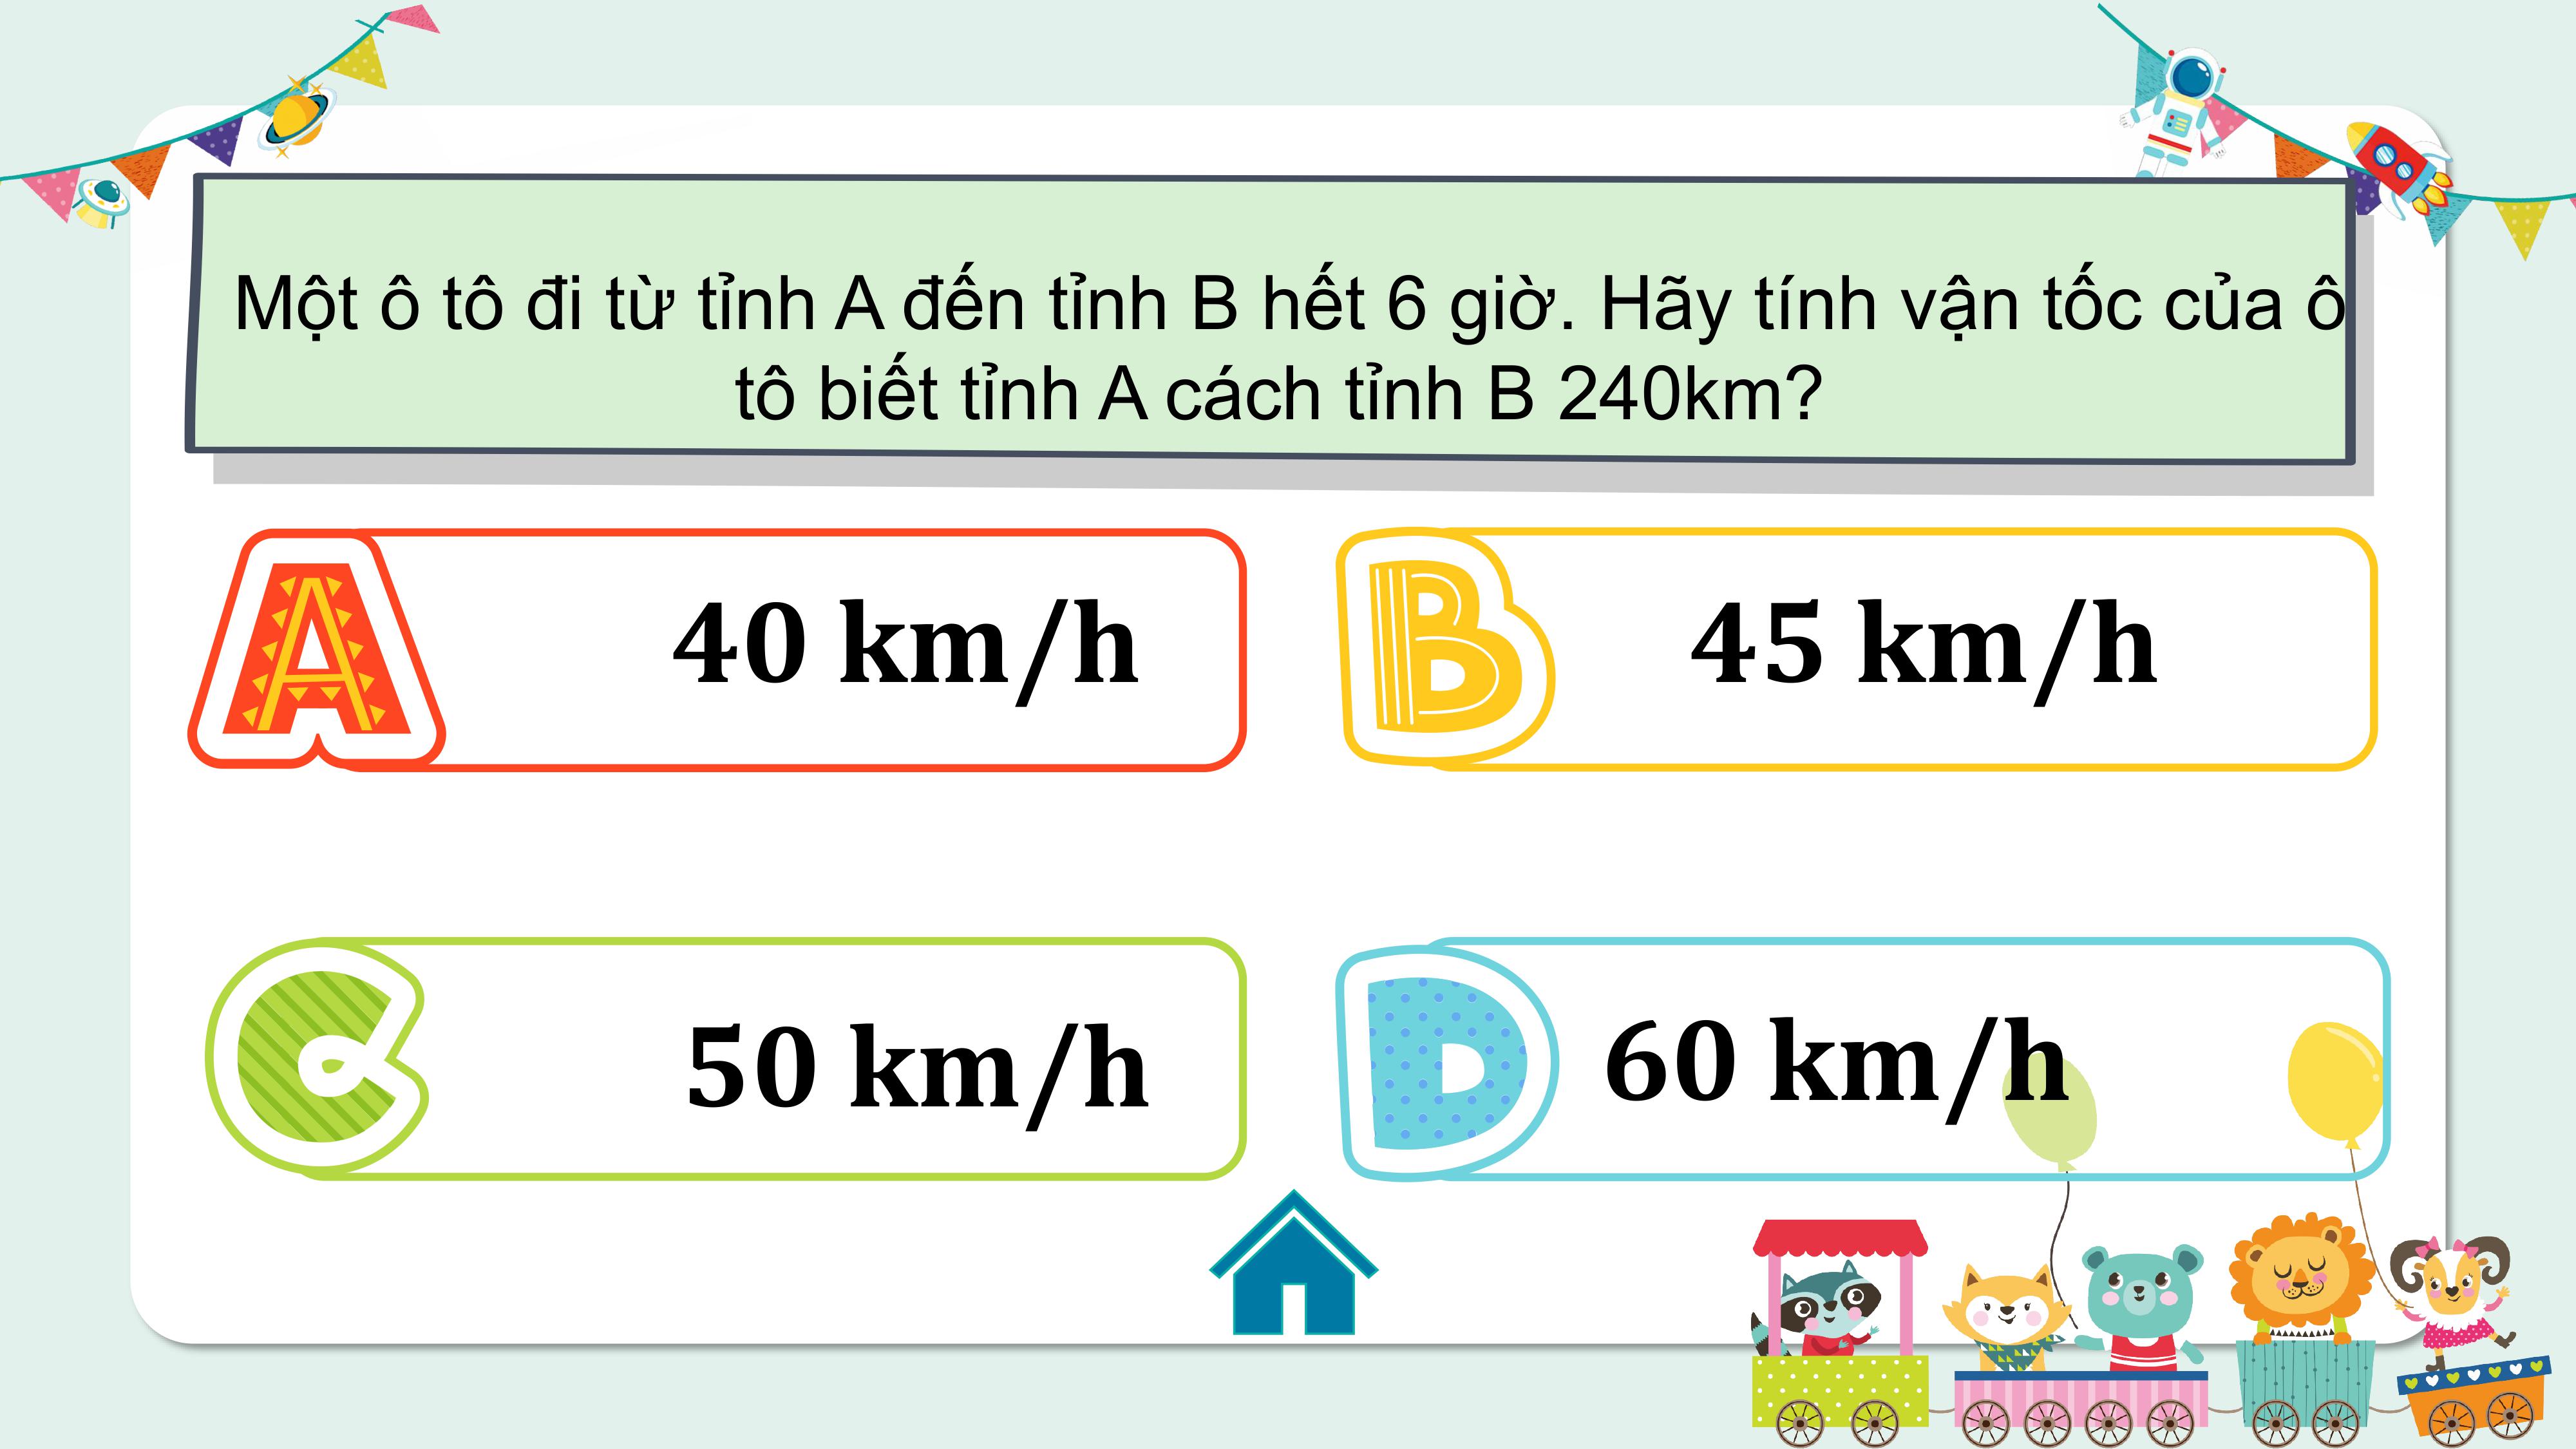 Một ô tô đi từ tỉnh A đến tỉnh B hết 6 giờ. Hãy tính vận tốc của ô
tô biết tỉnh A cách tỉnh B 240km?
A 40 km/h
B 45 km/h
C 50 km/h
D 60 km/h